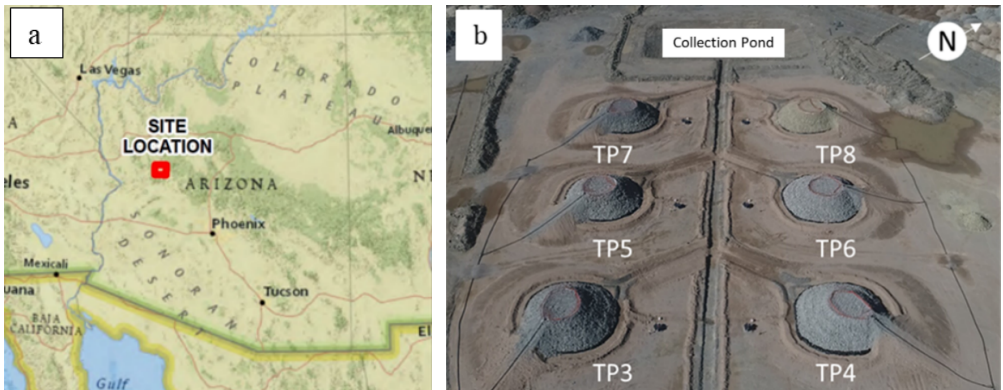 a
Las Vegas
COLORADO
PLATEAU
A
SITE
LOCATION
Albuque
eles
ARIZONA
N
Phoenix
SONORAN
DESERT
Mexicali
Tucson
uana
BAJA
CALIFORNIA
El
Gulf
b
Collection Pond
N
TP7
TP8
TP5
TP6
TP3
TP4